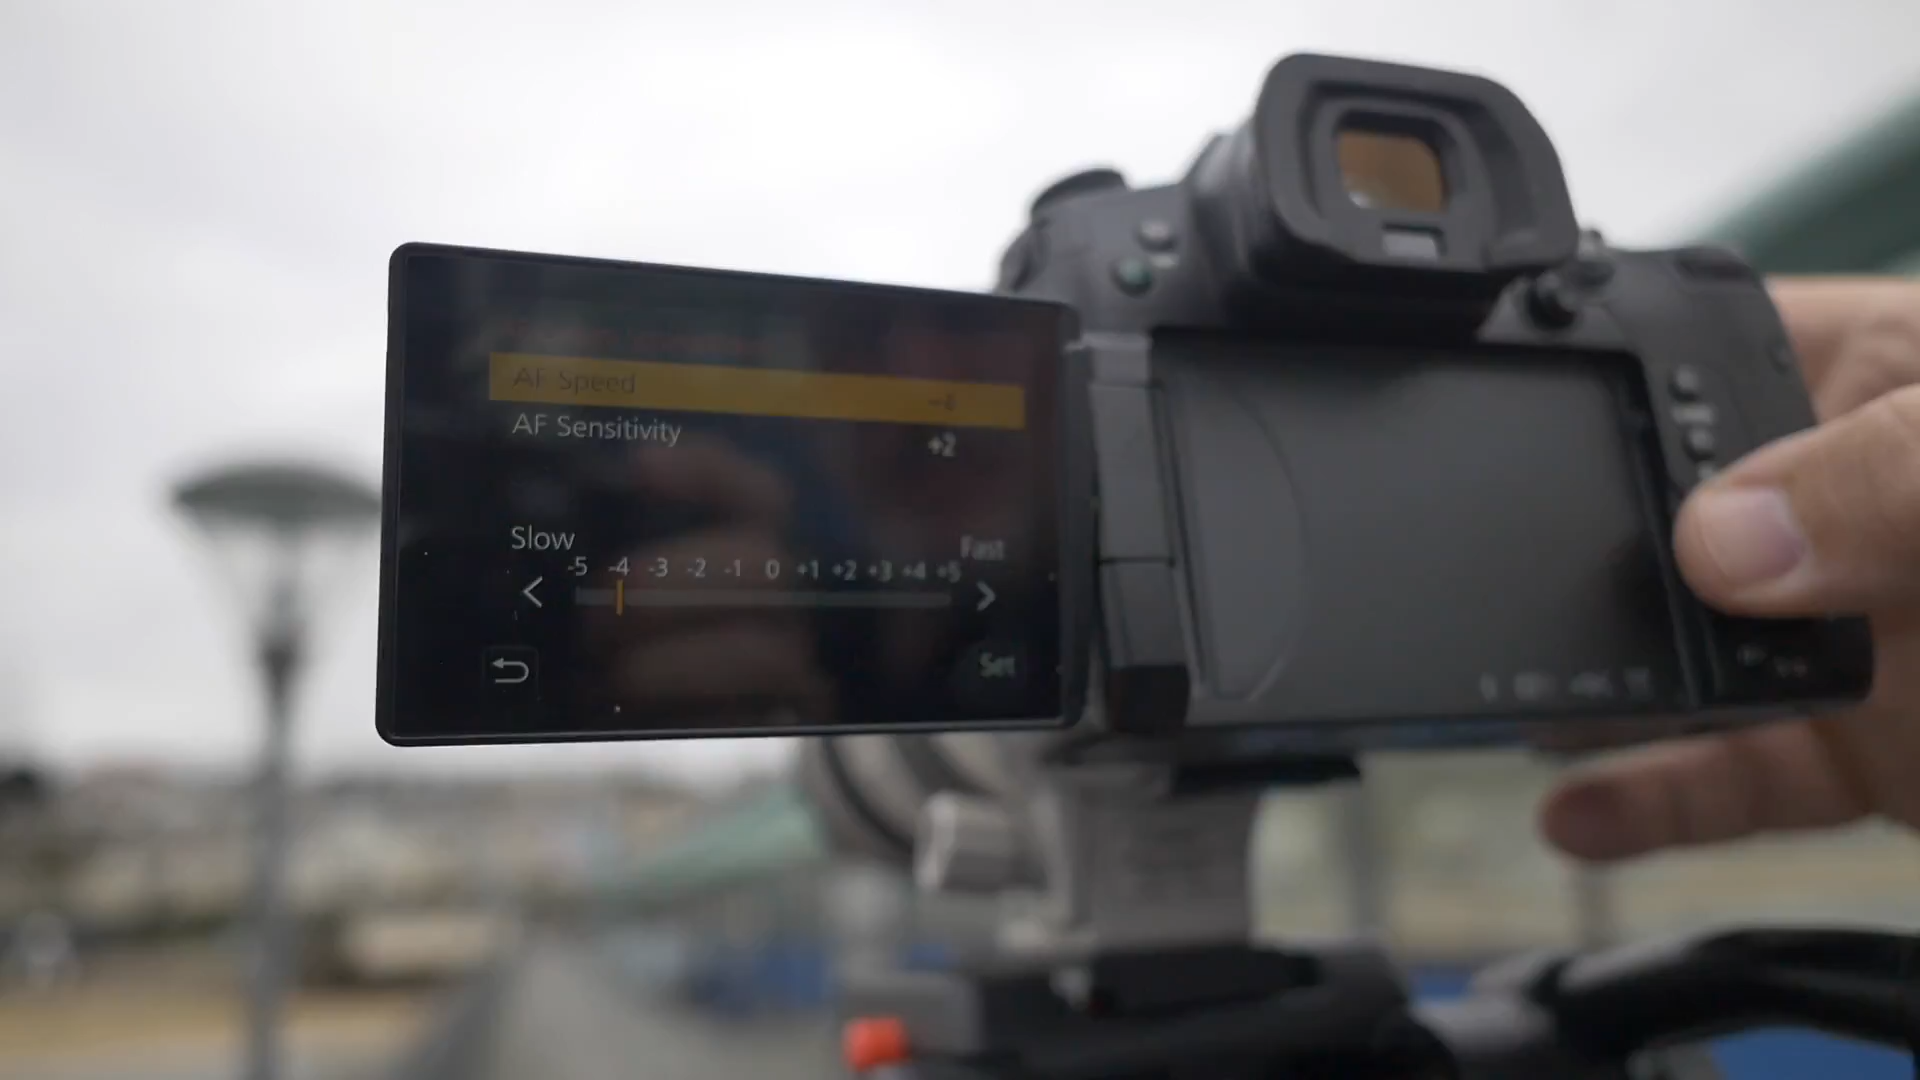 AF Speed -4
AF Sensitivity +2
Slow Fast
-5 -4 -3 -2 -1 0 +1 +2 +3 +4 +5
Set